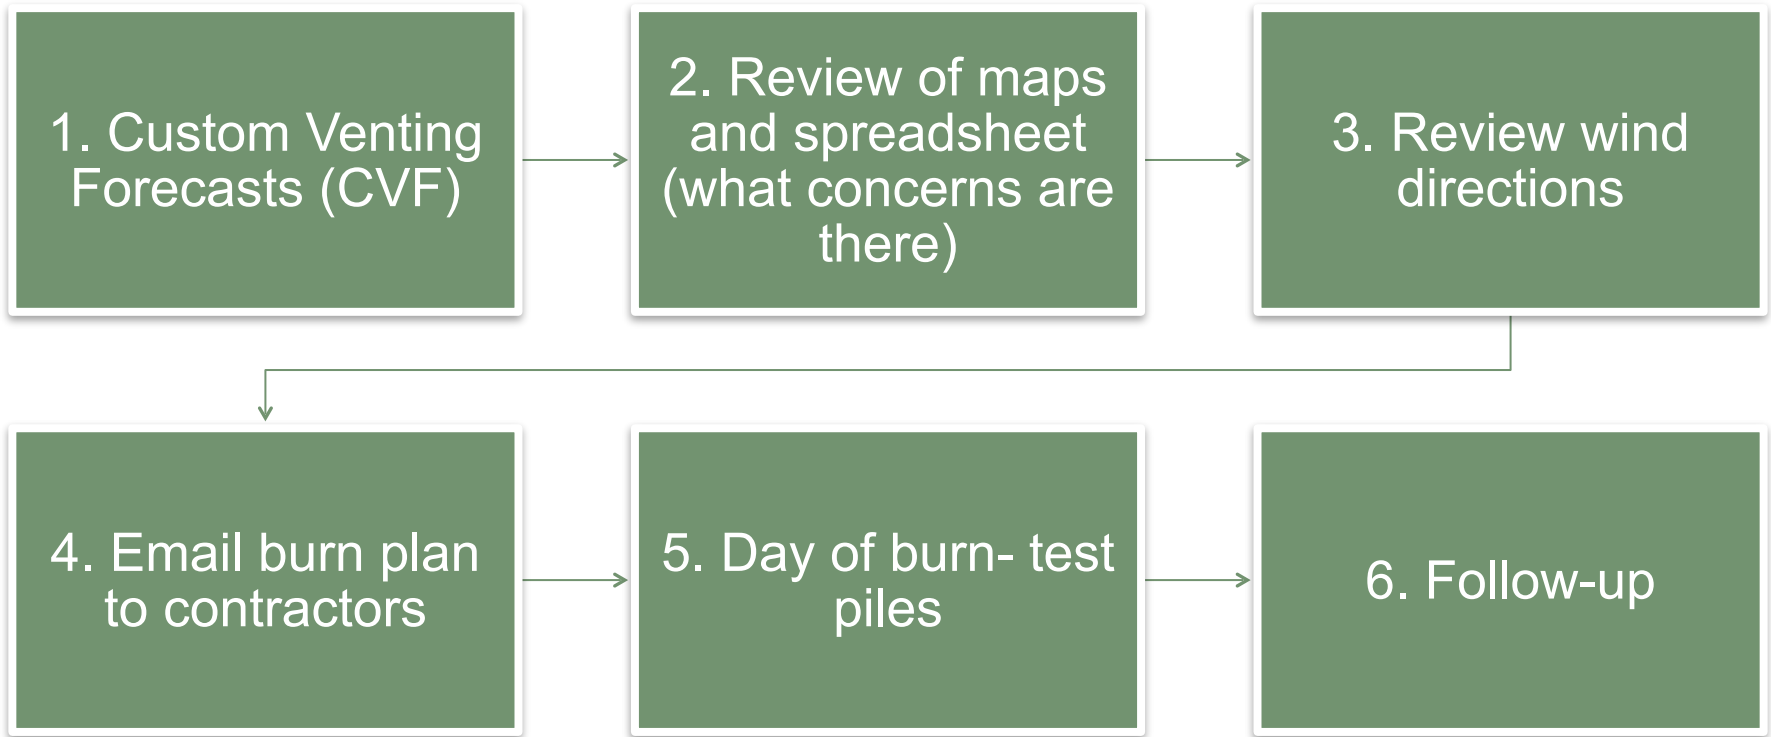 1. Custom Venting
Forecasts (CVF)
2. Review of maps
and spreadsheet
(what concerns are
there)
3. Review wind
directions
4. Email burn plan
to contractors
5. Day of burn- test
piles
6. Follow-up